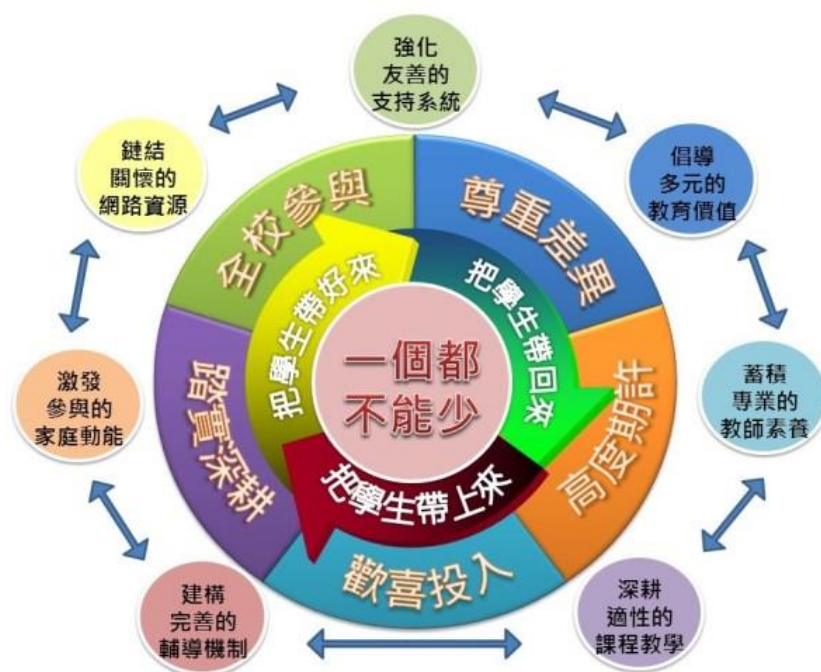 強化
友善的
支持系統
倡導
多元的
教育價值
蓄積
專業的
教師素養
深耕
適性的
課程教學
建構
完善的
輔導機制
激發
參與的
家庭動能
鏈結
關懷的
網路資源
尊重差異
高度期許
歡喜投入
踏實深耕
全校參與
把學生帶回來
把學生帶上來
把學生帶好來
一個都
不能少